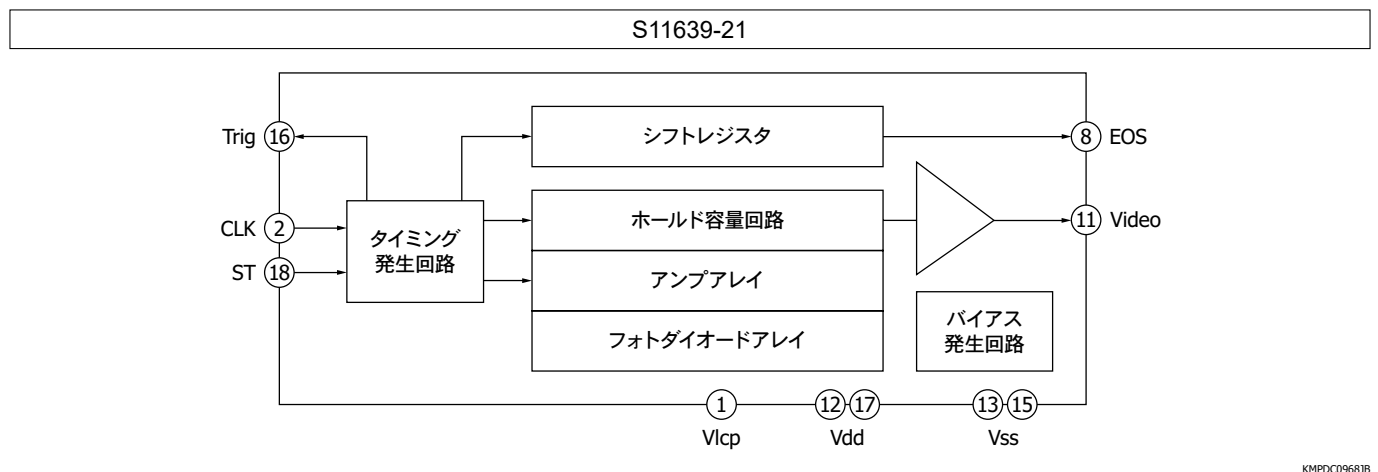 S11639-21
Trig 16
シフトレジスタ
8 EOS
CLK 2
ST 18
タイミング
発生回路
ホールド容量回路
11 Video
アンプアレイ
フォトダイオードアレイ
バイアス
発生回路
1
12 17
13 15
Vlcp
Vdd
Vss
KMPDC0968JB